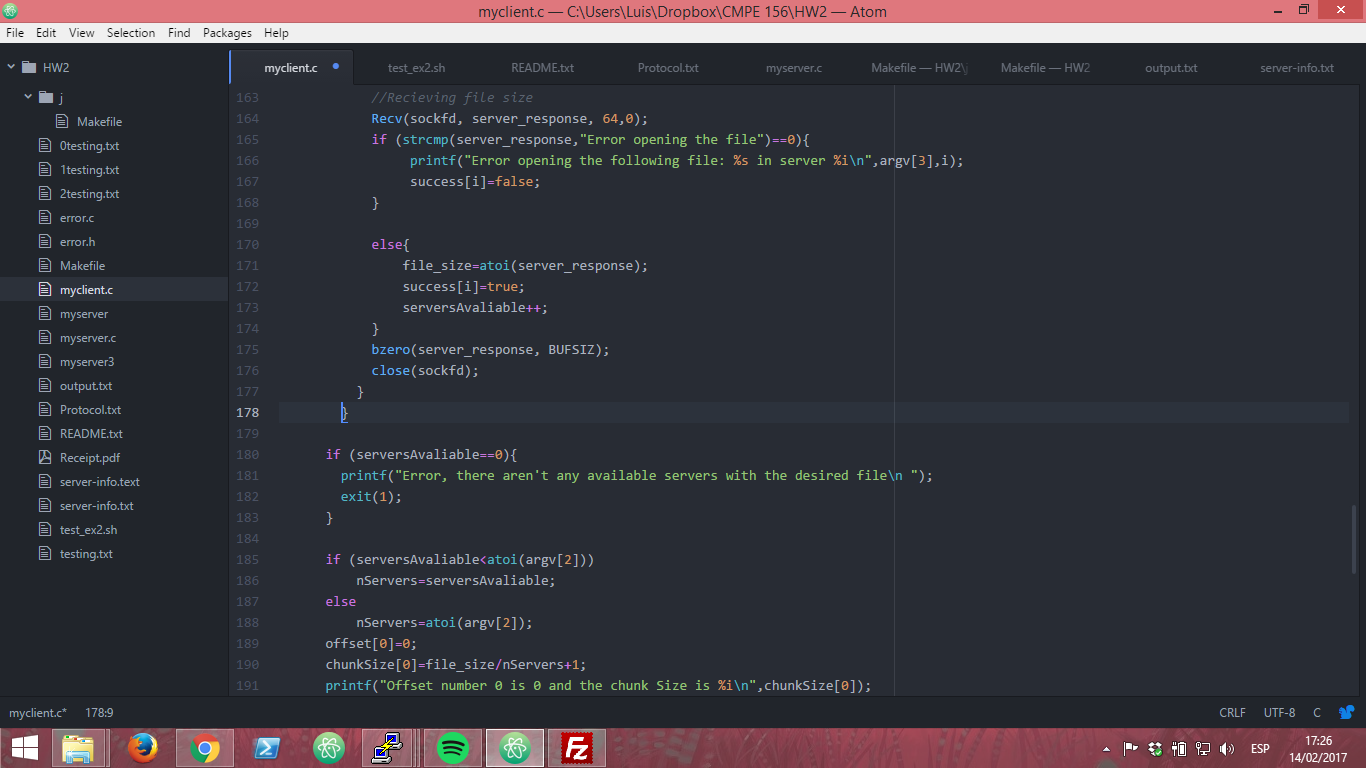 myclient.c — C:\Users\Luis\Dropbox\CMPE 156\HW2 — Atom
File Edit View Selection Find Packages Help
HW2
j
Makefile
0testing.txt
1testing.txt
2testing.txt
error.c
error.h
Makefile
myclient.c
myserver
myserver.c
myserver3
output.txt
Protocol.txt
README.txt
Receipt.pdf
server-info.text
server-info.txt
test_ex2.sh
testing.txt
myclient.c test_ex2.sh README.txt Protocol.txt myserver.c Makefile — HW2\j Makefile — HW2 output.txt server-info.txt
163 //Recieving file size
164 Recv(sockfd, server_response, 64,0);
165 if (strcmp(server_response,"Error opening the file")==0){
166 printf("Error opening the following file: %s in server %i\n",argv[3],i);
167 success[i]=false;
168 }
169
170 else{
171 file_size=atoi(server_response);
172 success[i]=true;
173 serversAvaliable++;
174 }
175 bzero(server_response, BUFSIZ);
176 close(sockfd);
177 }
178 }
179
180 if (serversAvaliable==0){
181 printf("Error, there aren't any available servers with the desired file\n ");
182 exit(1);
183 }
184
185 if (serversAvaliable<atoi(argv[2]))
186 nServers=serversAvaliable;
187 else
188 nServers=atoi(argv[2]);
189 offset[0]=0;
190 chunkSize[0]=file_size/nServers+1;
191 printf("Offset number 0 is 0 and the chunk Size is %i\n",chunkSize[0]);
myclient.c* 178:9 CRLF UTF-8 C
ESP
17:26
14/02/2017